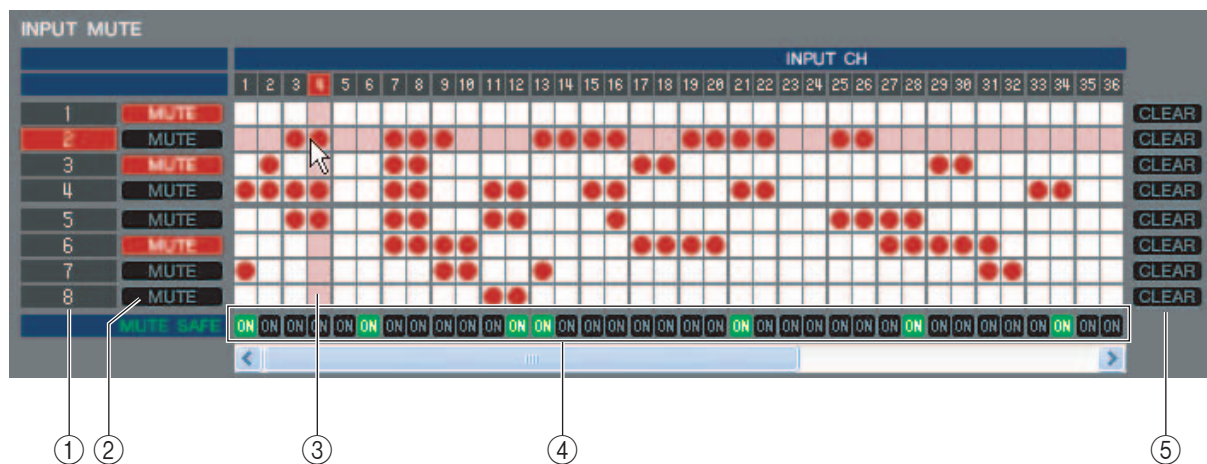 INPUT MUTE
INPUT CH
1 2 3 4 5 6 7 8 9 10 11 12 13 14 15 16 17 18 19 20 21 22 23 24 25 26 27 28 29 30 31 32 33 34 35 36
1 MUTE CLEAR
2 MUTE CLEAR
3 MUTE CLEAR
4 MUTE CLEAR
5 MUTE CLEAR
6 MUTE CLEAR
7 MUTE CLEAR
8 MUTE CLEAR
MUTE SAFE ON ON ON ON ON ON ON ON ON ON ON ON ON ON ON ON ON ON ON ON ON ON ON ON ON ON ON ON ON ON ON ON ON ON ON ON
1 2 3 4 5